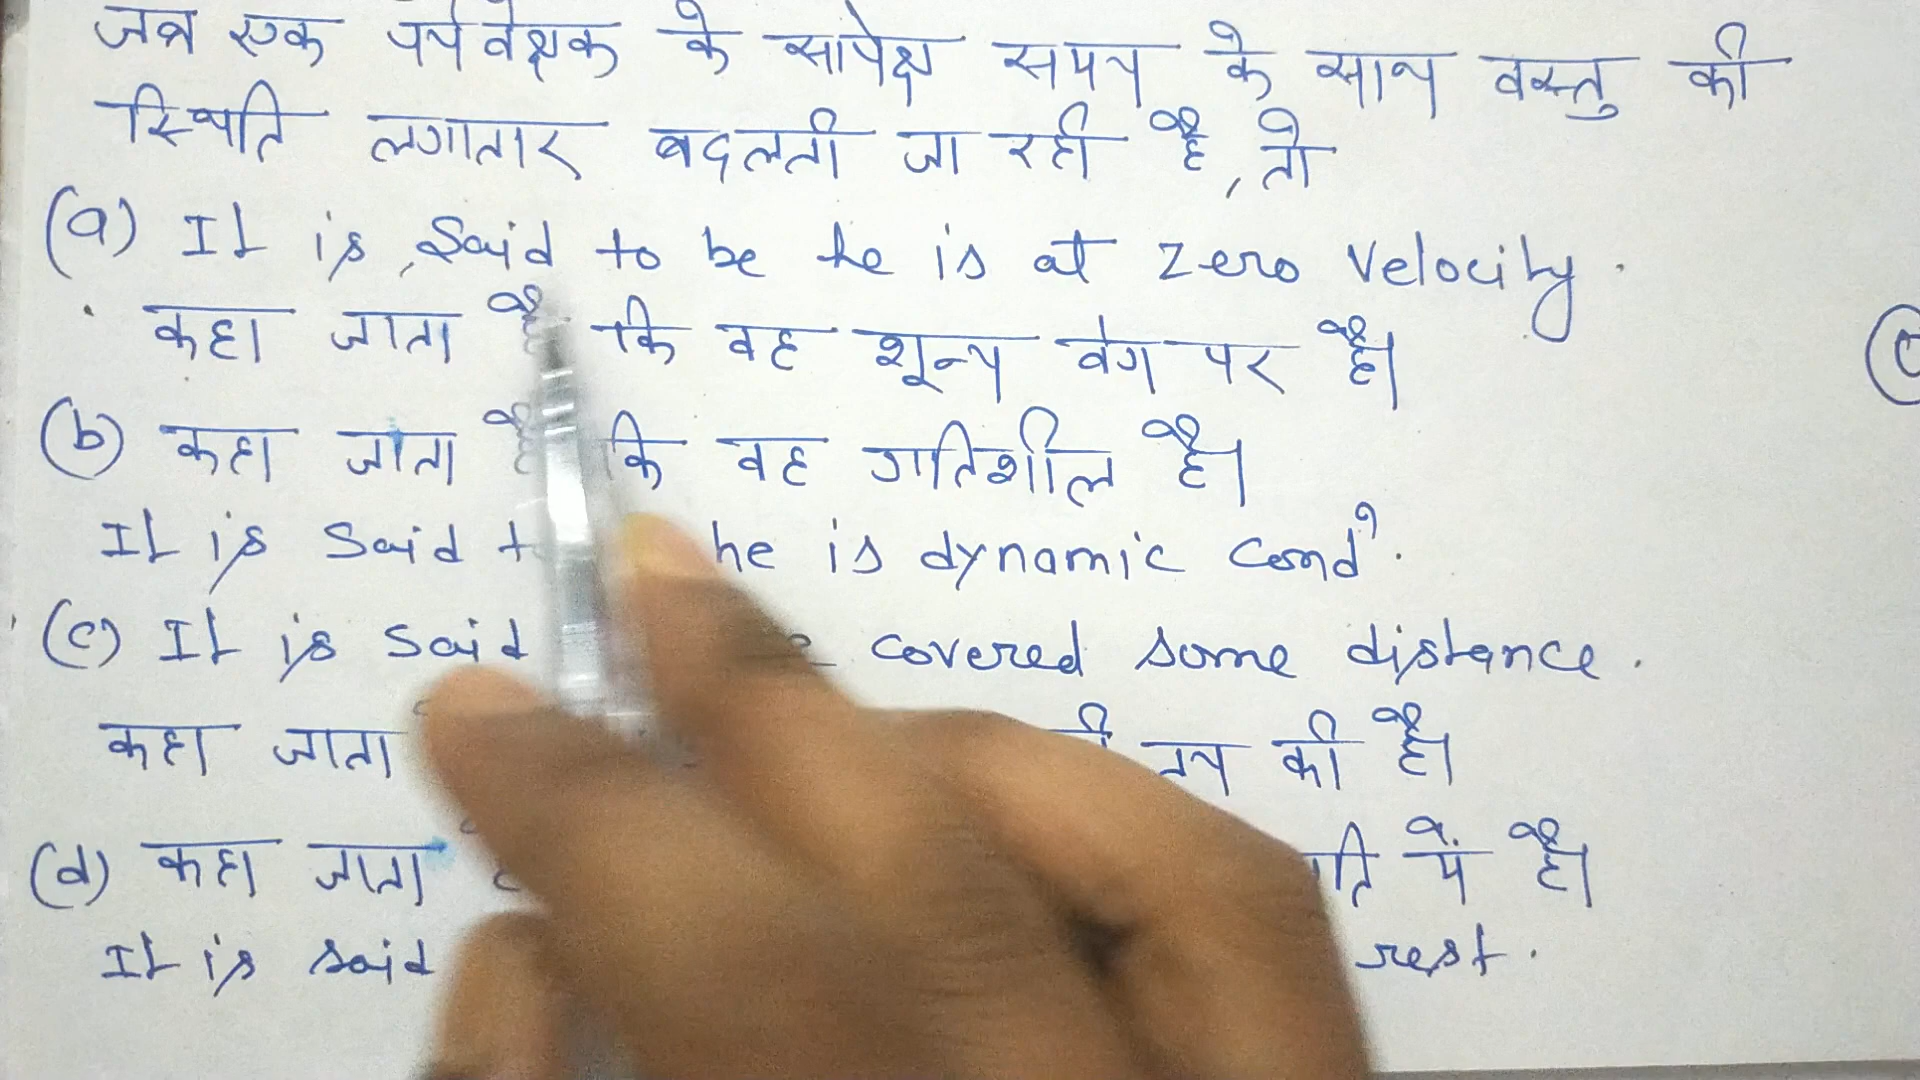 जब एक पर्यवेक्षक के सापेक्ष समय के साथ वस्तु की
स्थिति लगातार बदलती जा रही है, तो
(a) It is said to be he is at zero velocity.
कहा जाता है कि वह शून्य वेग पर है।
(b) कहा जाता है कि वह गतिशील है।
It is said he is dynamic condⁿ.
(c) It is said covered some distance.
कहा जाता तय की है।
(d) कहा जाता में है।
It is said rest.